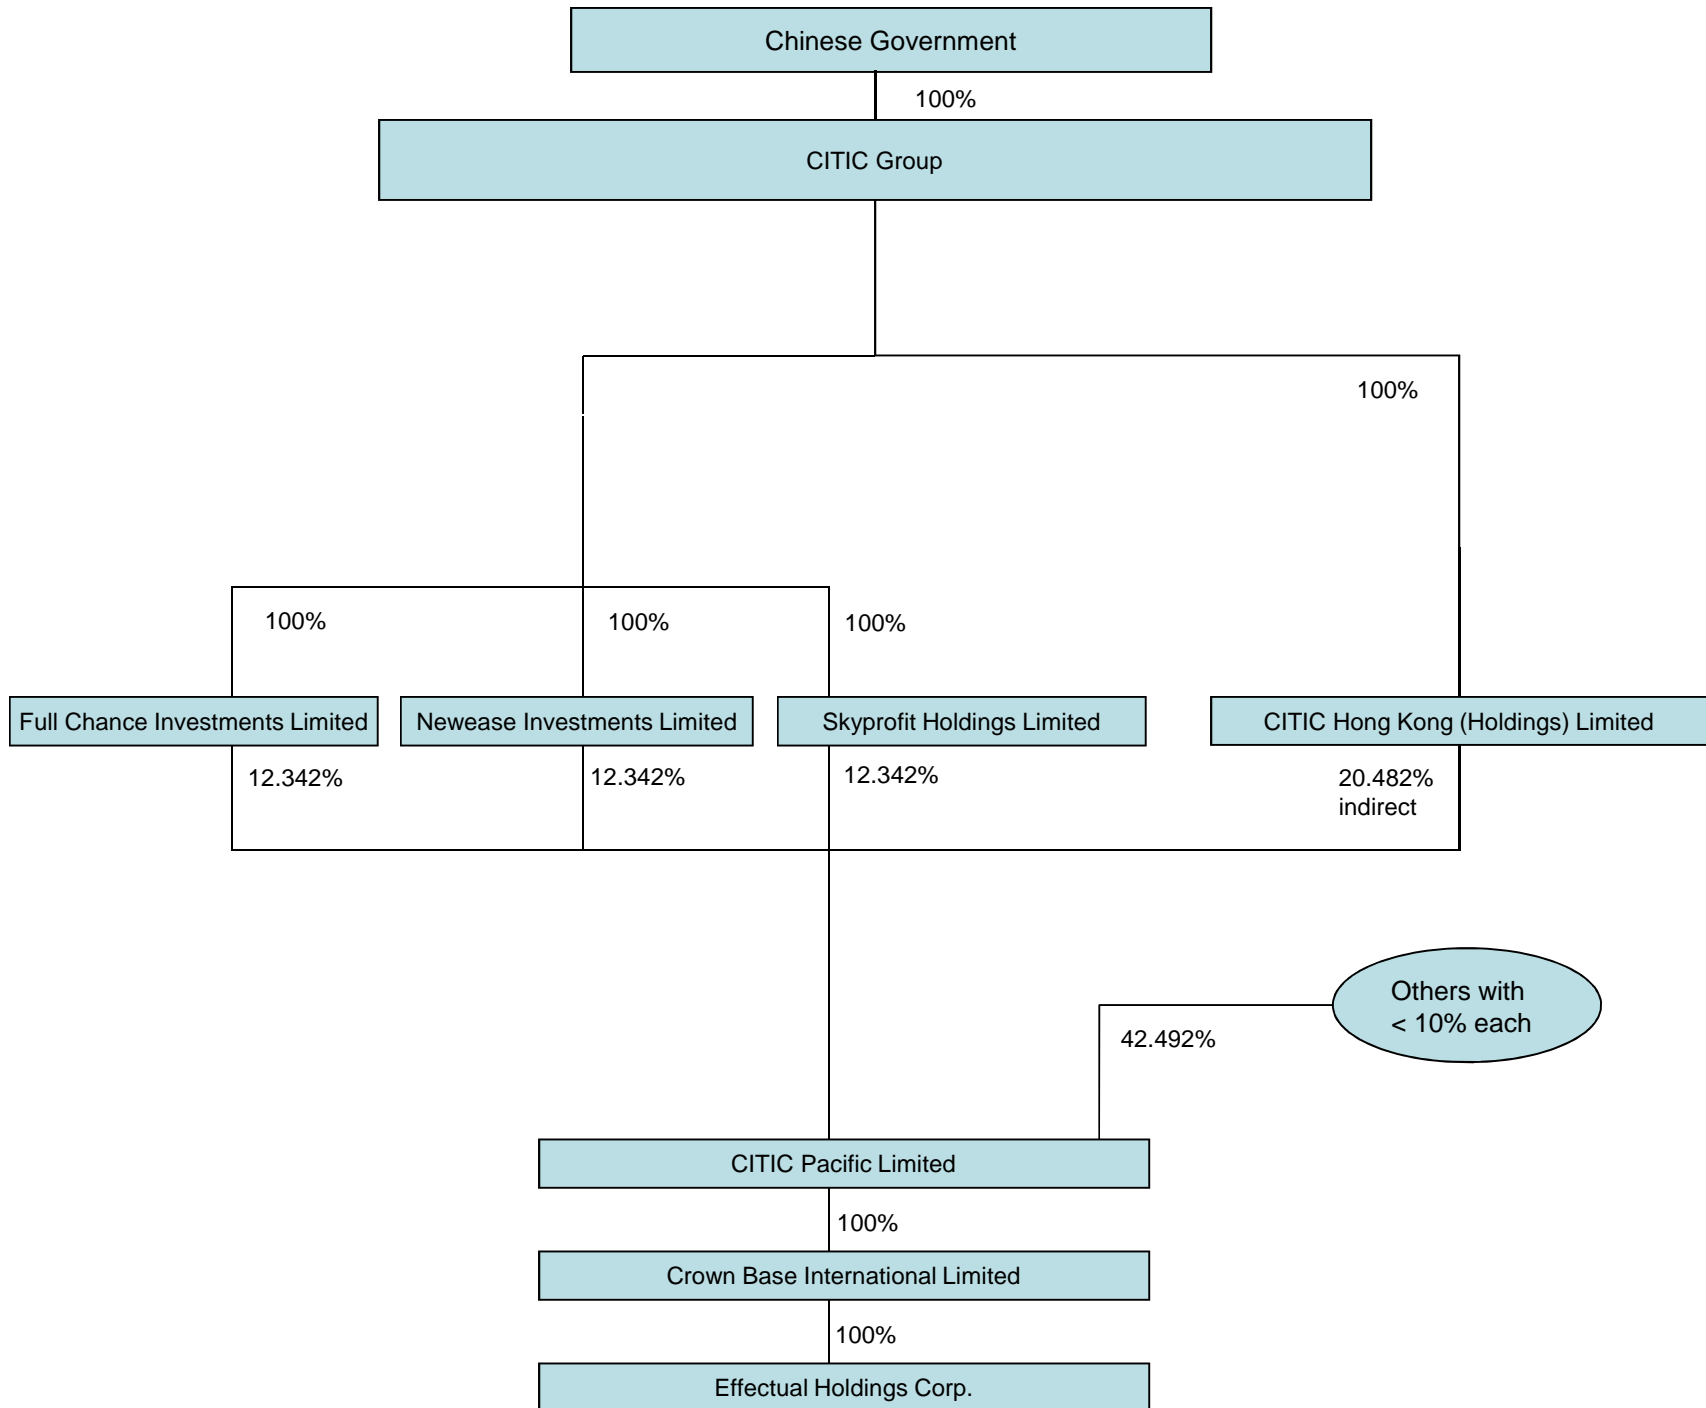 Chinese Government
100%
CITIC Group
100%
100%
100%
100%
Full Chance Investments Limited
Newease Investments Limited
Skyprofit Holdings Limited
CITIC Hong Kong (Holdings) Limited
12.342%
12.342%
12.342%
20.482%
indirect
Others with
< 10% each
42.492%
CITIC Pacific Limited
100%
Crown Base International Limited
100%
Effectual Holdings Corp.